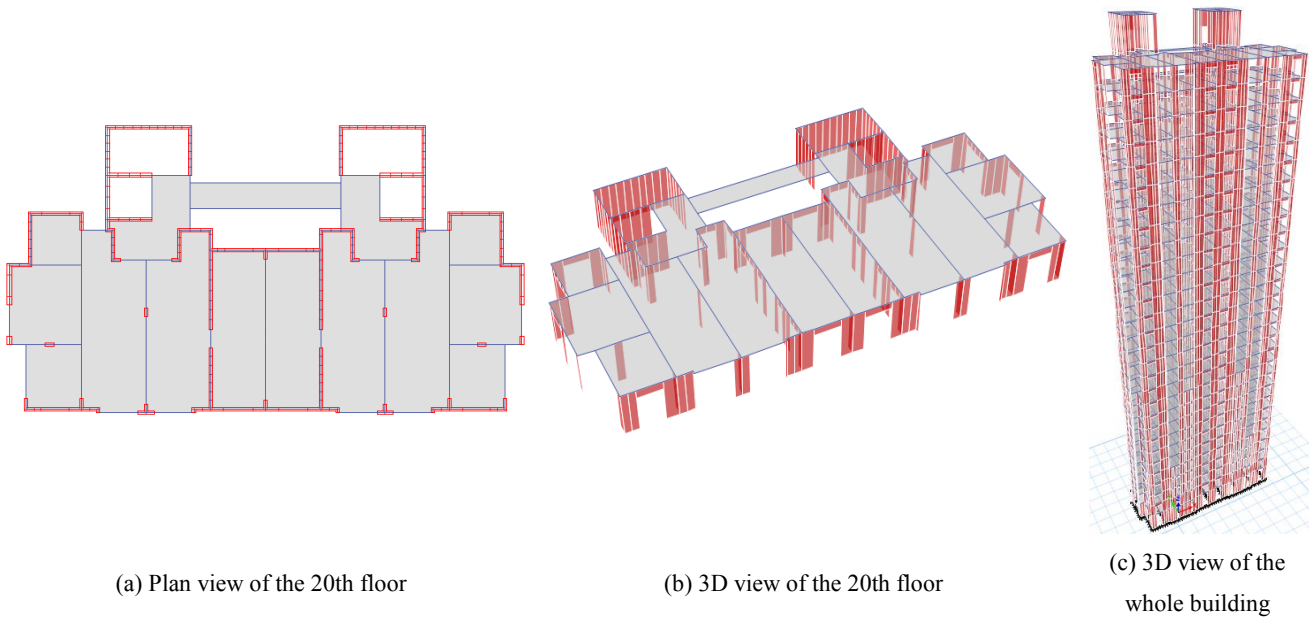 (a) Plan view of the 20th floor
(b) 3D view of the 20th floor
(c) 3D view of the
whole building